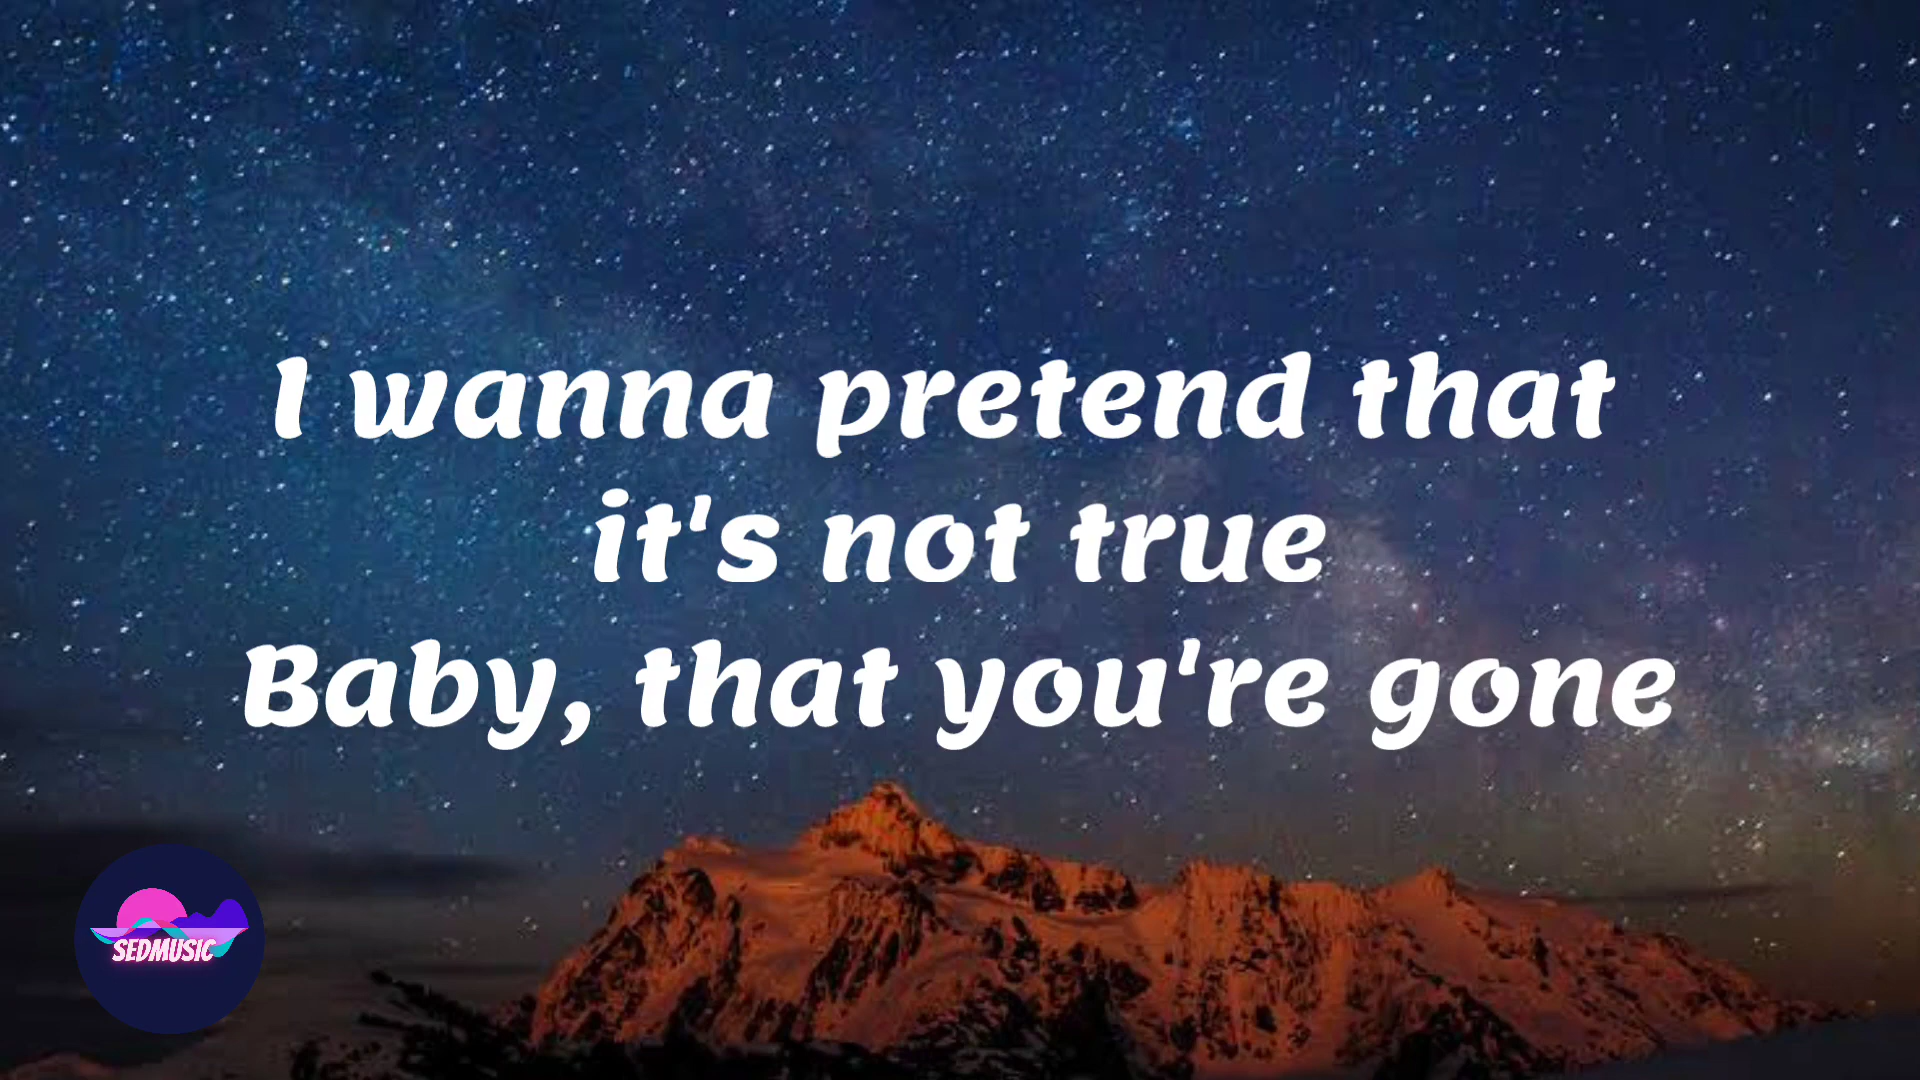 I wanna pretend that
it's not true
Baby, that you're gone
SEDMUSIC